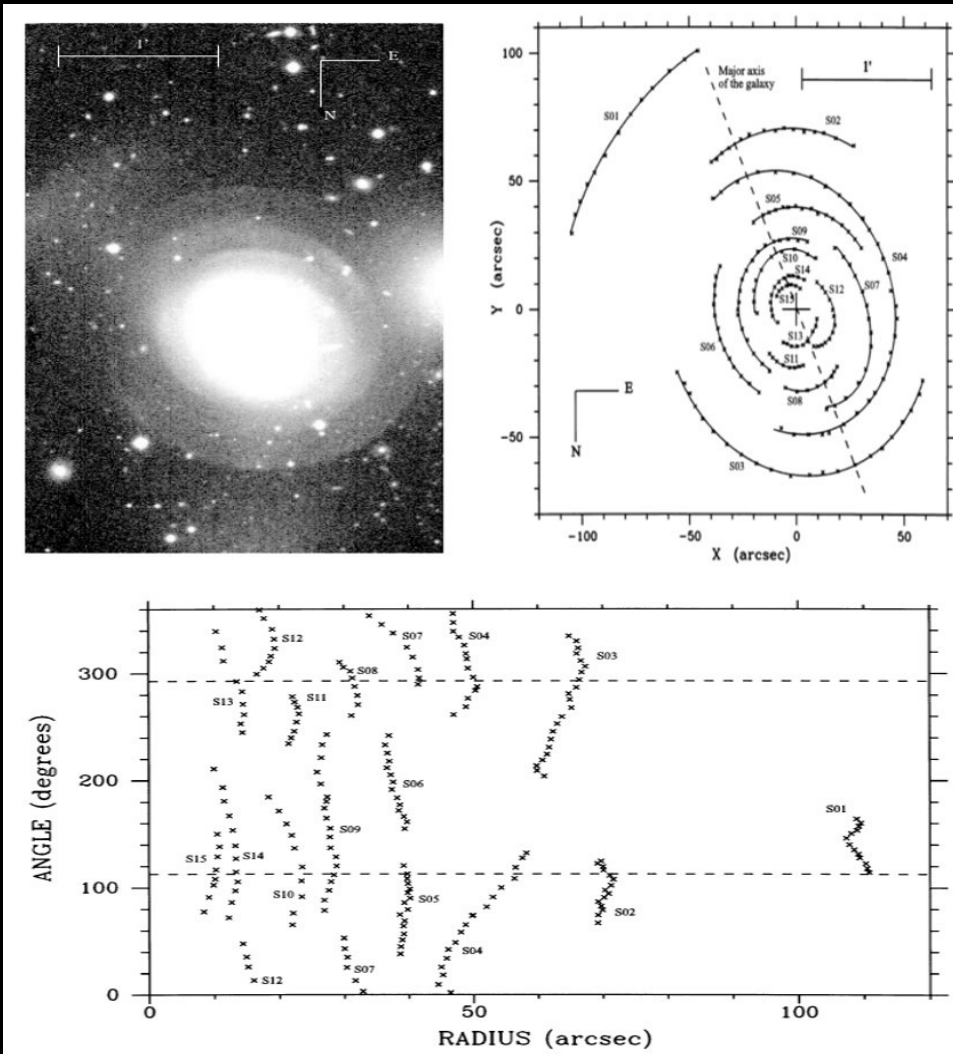 1'
E
N
Major axis
of the galaxy
1'
S01
S02
S05
S09
S04
S10
S14
S07
S12
S15
S13
S06
S11
S08
S03
E
N
100
50
0
-50
-100
-50
0
50
Y (arcsec)
X (arcsec)
S12
S07
S04
S03
S08
S13
S11
S06
S01
S09
S15
S14
S10
S05
S02
S04
S12
S07
300
200
100
0
0
50
100
ANGLE (degrees)
RADIUS (arcsec)